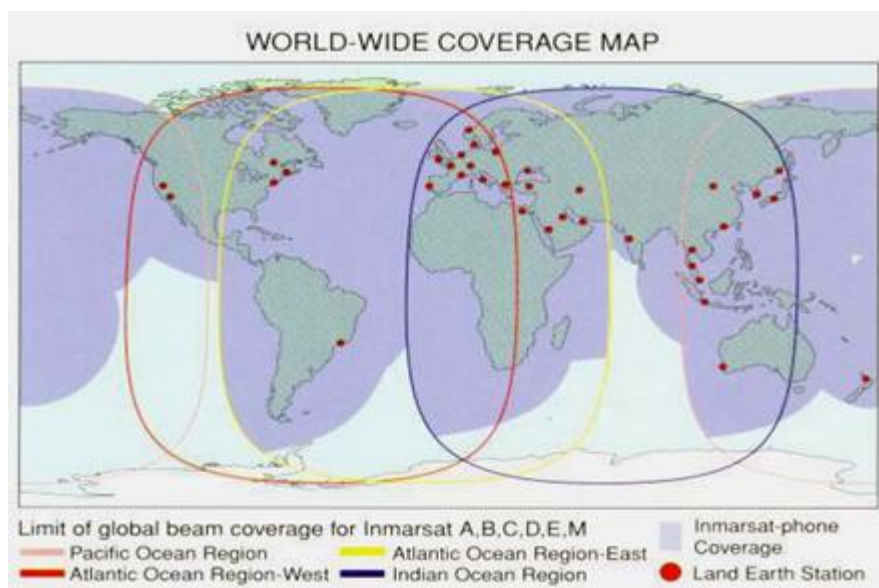 WORLD-WIDE COVERAGE MAP
Limit of global beam coverage for Inmarsat A,B,C,D,E,M
Pacific Ocean Region
Atlantic Ocean Region-East
Atlantic Ocean Region-West
Indian Ocean Region
Inmarsat-phone
Coverage
Land Earth Station